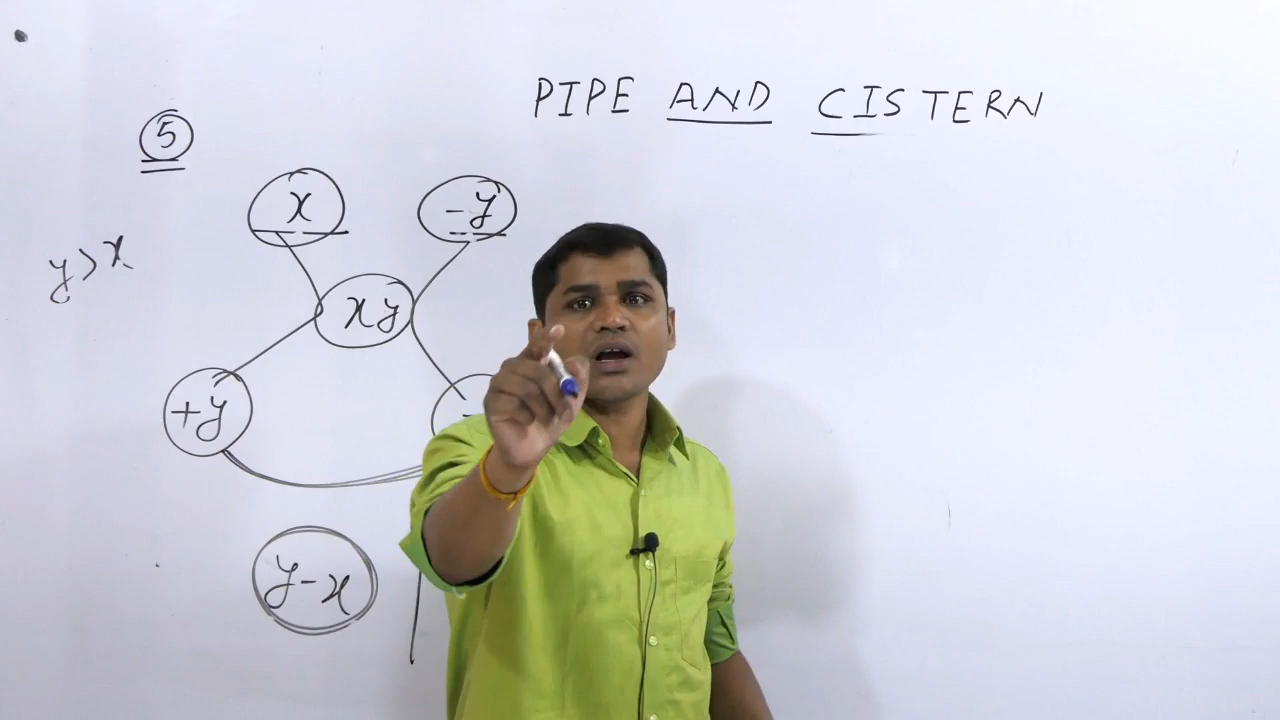 PIPE AND CISTERN
5
x -y
y > x
xy
+y -
y-x